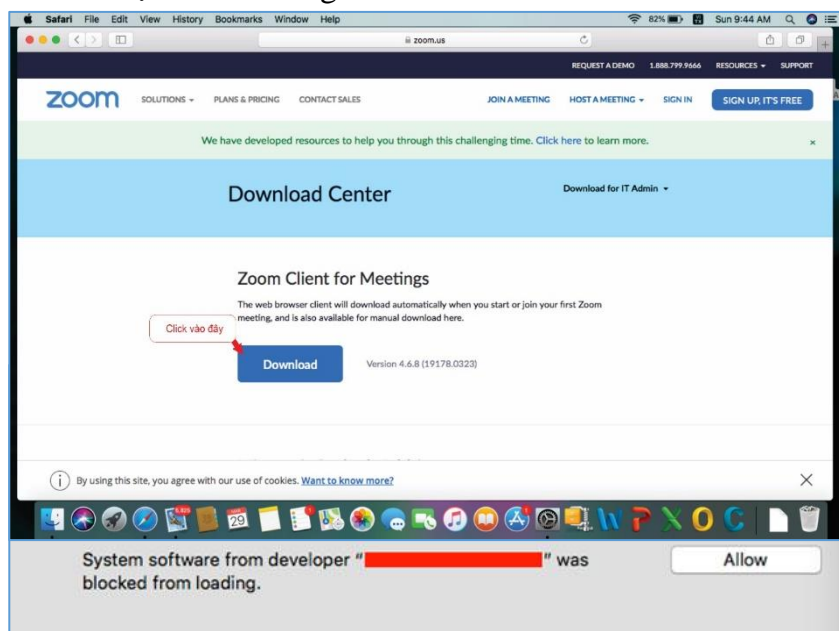 Safari File Edit View History Bookmarks Window Help 82% Sun 9:44 AM
zoom.us
REQUEST A DEMO 1.888.799.9666 RESOURCES SUPPORT
zoom SOLUTIONS PLANS & PRICING CONTACT SALES JOIN A MEETING HOST A MEETING SIGN IN SIGN UP, IT'S FREE
We have developed resources to help you through this challenging time. Click here to learn more. ×
Download Center
Download for IT Admin
Zoom Client for Meetings
The web browser client will download automatically when you start or join your first Zoom
meeting, and is also available for manual download here.
Click vào đây
Download Version 4.6.8 (19178.0323)
By using this site, you agree with our use of cookies. Want to know more?
29
System software from developer “ ” was
blocked from loading.
Allow